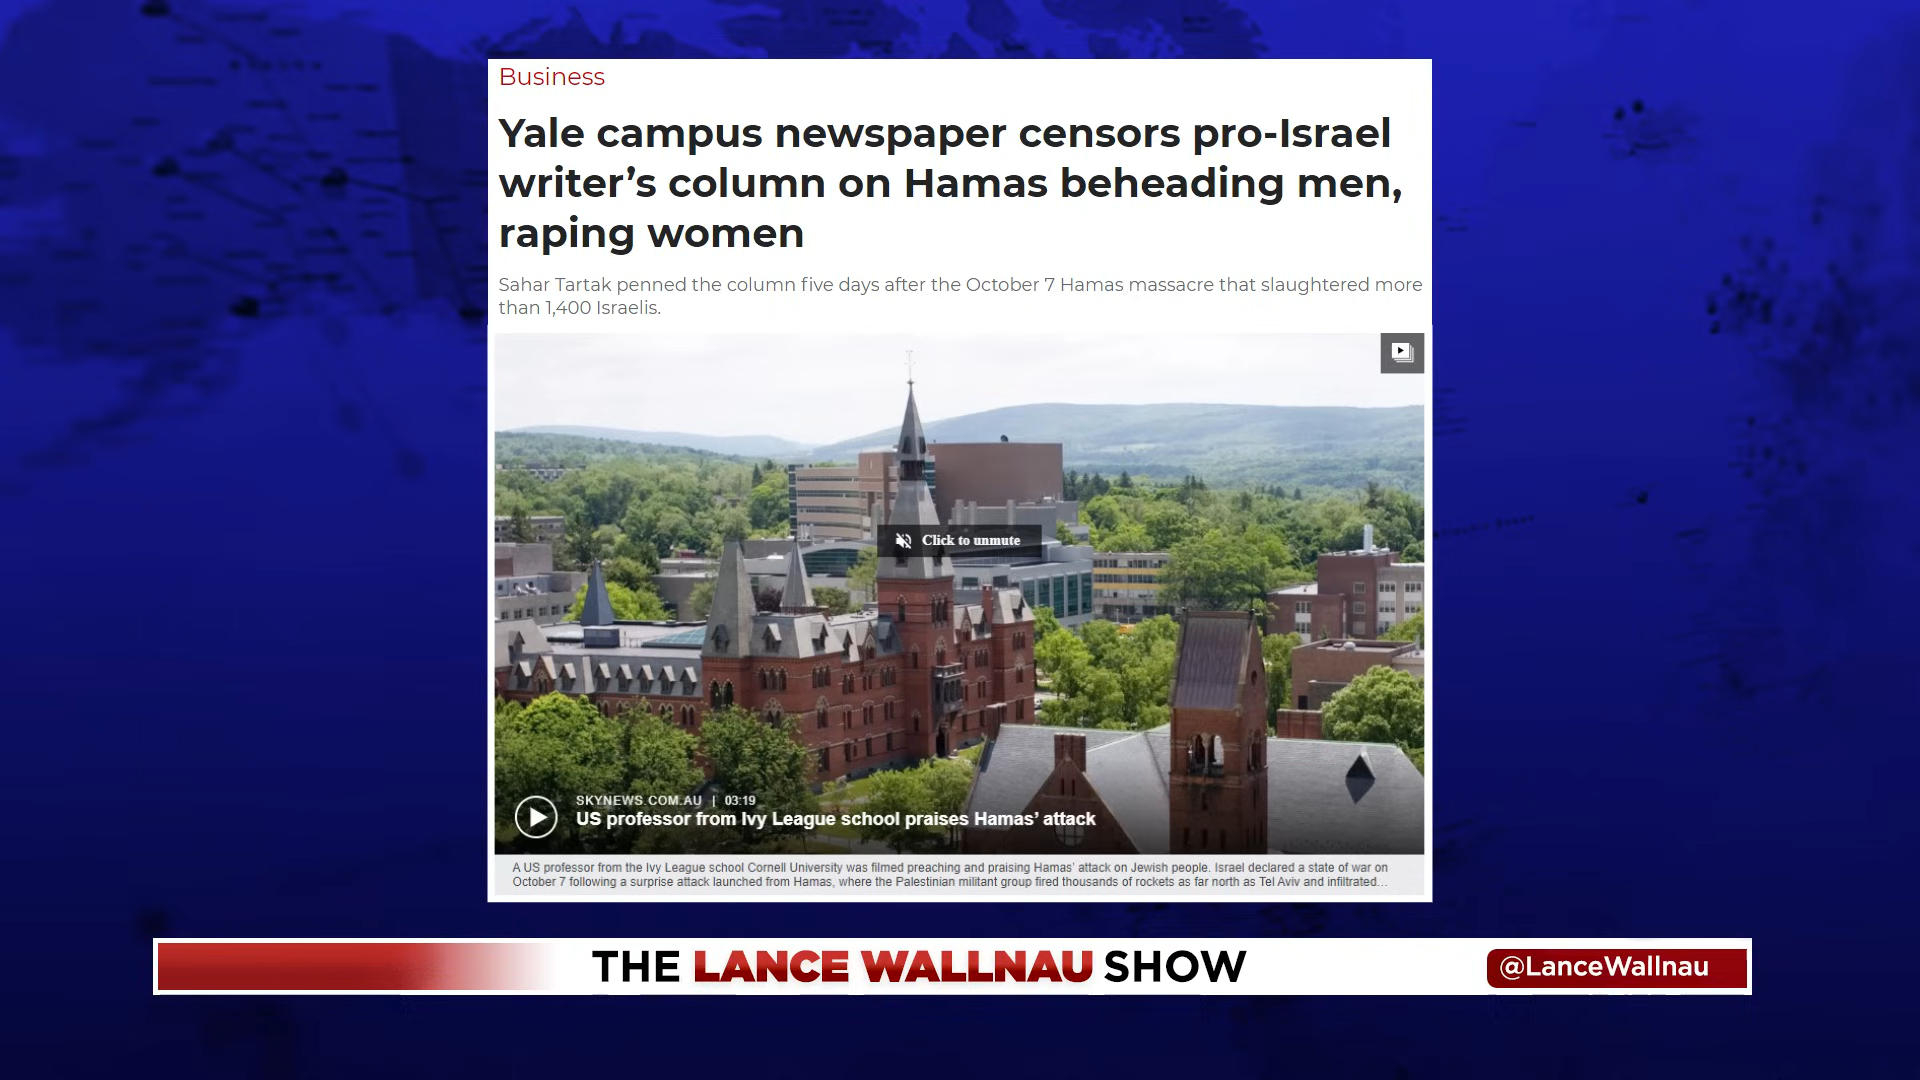 Business
Yale campus newspaper censors pro-Israel
writer’s column on Hamas beheading men,
raping women
Sahar Tartak penned the column five days after the October 7 Hamas massacre that slaughtered more
than 1,400 Israelis.
Click to unmute
SKYNEWS.COM.AU | 03:19
US professor from Ivy League school praises Hamas’ attack
A US professor from the Ivy League school Cornell University was filmed preaching and praising Hamas’ attack on Jewish people. Israel declared a state of war on
October 7 following a surprise attack launched from Hamas, where the Palestinian militant group fired thousands of rockets as far north as Tel Aviv and infiltrated...
THE LANCE WALLNAU SHOW
@LanceWallnau